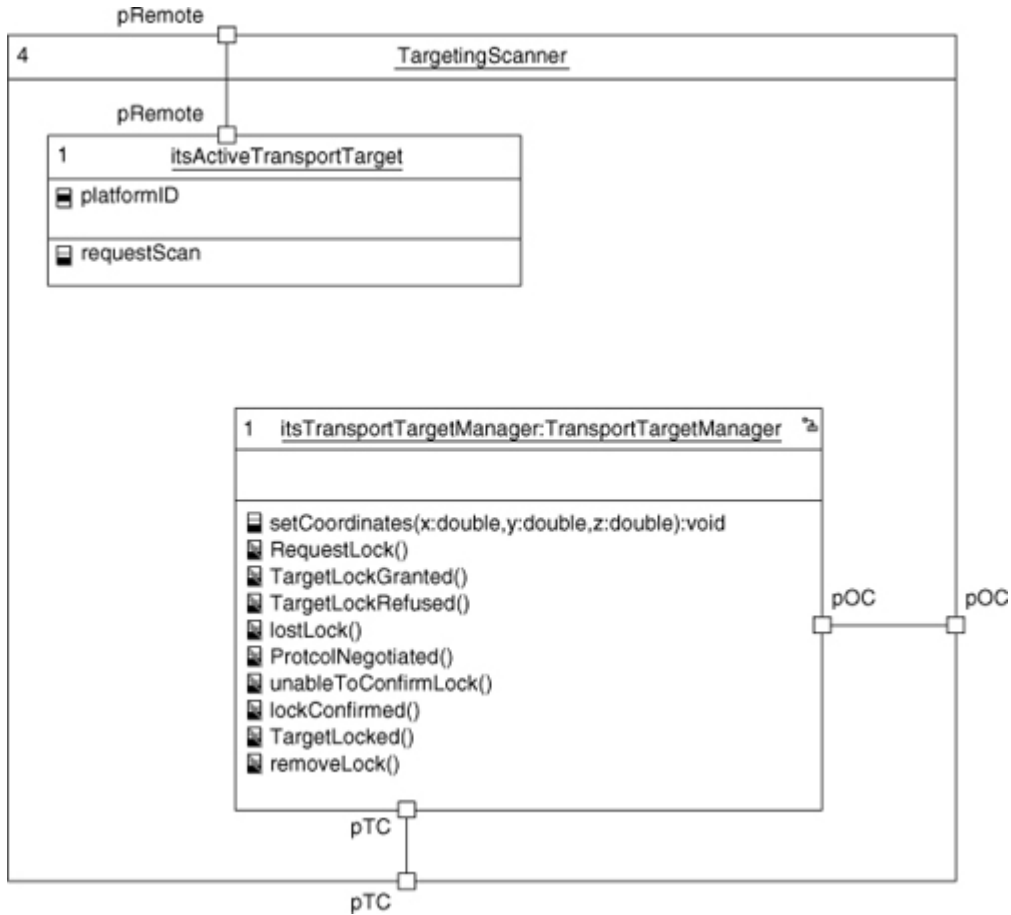 pRemote
4 TargetingScanner
pRemote
1 itsActiveTransportTarget
platformID
requestScan
1 itsTransportTargetManager:TransportTargetManager
setCoordinates(x:double,y:double,z:double):void
RequestLock()
TargetLockGranted()
TargetLockRefused()
lostLock()
ProtcolNegotiated()
unableToConfirmLock()
lockConfirmed()
TargetLocked()
removeLock()
pOC pOC
pTC
pTC